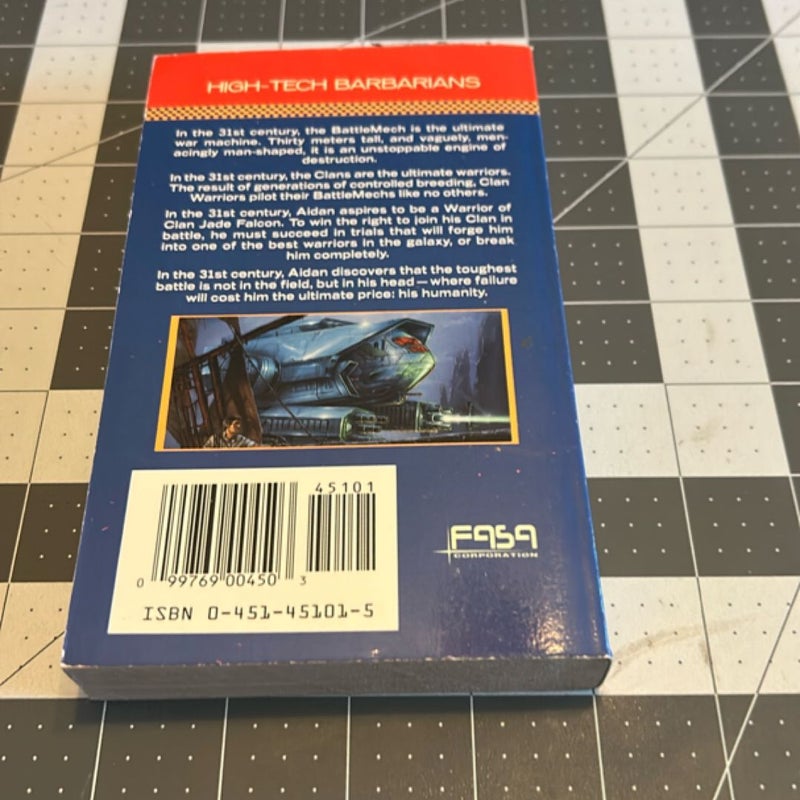 HIGH-TECH BARBARIANS
In the 31st century, the BattleMech is the ultimate
war machine. Thirty meters tall, and vaguely, men-
acingly man-shaped, it is an unstoppable engine of
destruction.
In the 31st century, the Clans are the ultimate warriors.
The result of generations of controlled breeding, Clan
Warriors pilot their BattleMechs like no others.
In the 31st century, Aidan aspires to be a Warrior of
Clan Jade Falcon. To win the right to join his Clan in
battle, he must succeed in trials that will forge him
into one of the best warriors in the galaxy, or break
him completely.
In the 31st century, Aidan discovers that the toughest
battle is not in the field, but in his head—where failure
will cost him the ultimate price: his humanity.
45101
0 99769 00450 3
ISBN 0-451-45101-5
FASA
CORPORATION